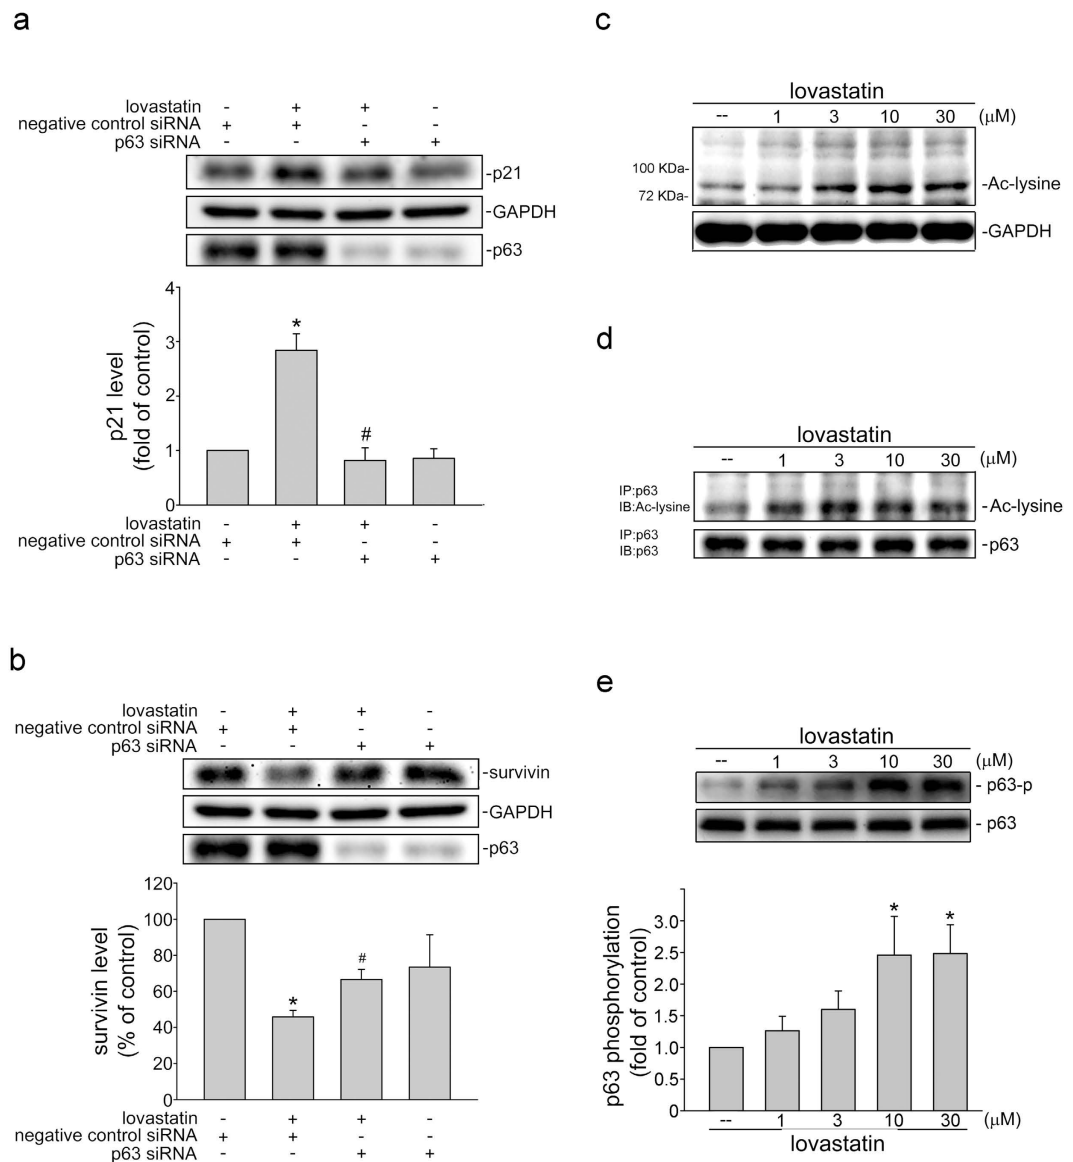 a
lovastatin - + + -
negative control siRNA + + - -
p63 siRNA - - + +
-p21
-GAPDH
-p63
4
3
2
1
0
p21 level
(fold of control)
*
#
lovastatin - + + -
negative control siRNA + + - -
p63 siRNA - - + +
b
lovastatin - + + -
negative control siRNA + + - -
p63 siRNA - - + +
-survivin
-GAPDH
-p63
120
100
80
60
40
20
0
survivin level
(% of control)
*
#
lovastatin - + + -
negative control siRNA + + - -
p63 siRNA - - + +
c
lovastatin
-- 1 3 10 30 (μM)
100 KDa-
72 KDa-
-Ac-lysine
-GAPDH
d
lovastatin
-- 1 3 10 30 (μM)
IP:p63
IB:Ac-lysine
-Ac-lysine
IP:p63
IB:p63
-p63
e
lovastatin
-- 1 3 10 30 (μM)
- p63-p
- p63
3.0
2.5
2.0
1.5
1.0
0.5
0
p63 phosphorylation
(fold of control)
* *
-- 1 3 10 30 (μM)
lovastatin